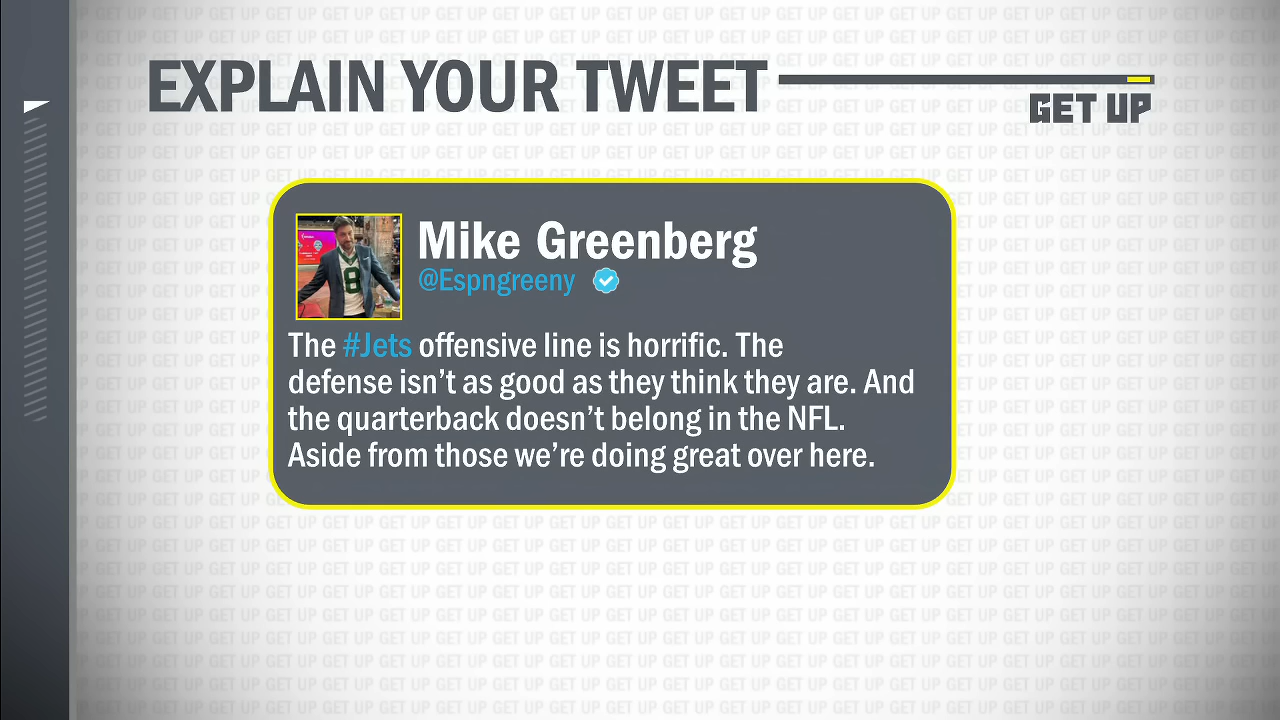 EXPLAIN YOUR TWEET
GET UP
Mike Greenberg
@Espngreeny
8
The #Jets offensive line is horrific. The
defense isn't as good as they think they are. And
the quarterback doesn't belong in the NFL.
Aside from those we're doing great over here.